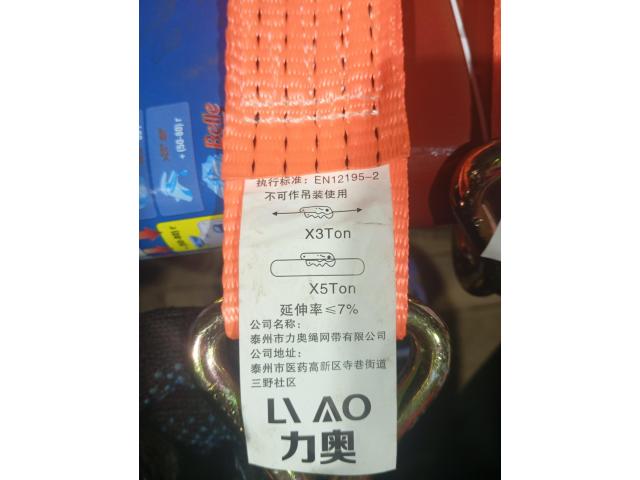 Belle
+(50-80) г
执行标准：EN12195-2
不可作吊装使用
X3Ton
X5Ton
延伸率≤7%
公司名称：
泰州市力奥绳网带有限公司
公司地址：
泰州市医药高新区寺巷街道
三野社区
LI AO
力奥